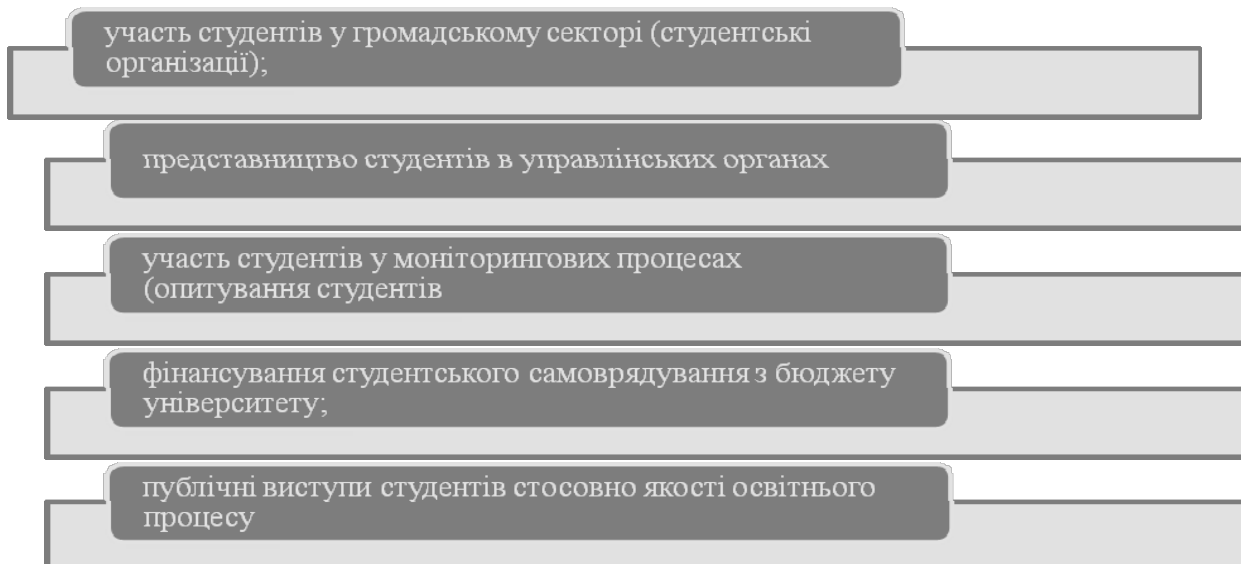 участь студентів у громадському секторі (студентські
організації);
представництво студентів в управлінських органах
участь студентів у моніторингових процесах
(опитування студентів
фінансування студентського самоврядування з бюджету
університету;
публічні виступи студентів стосовно якості освітнього
процесу